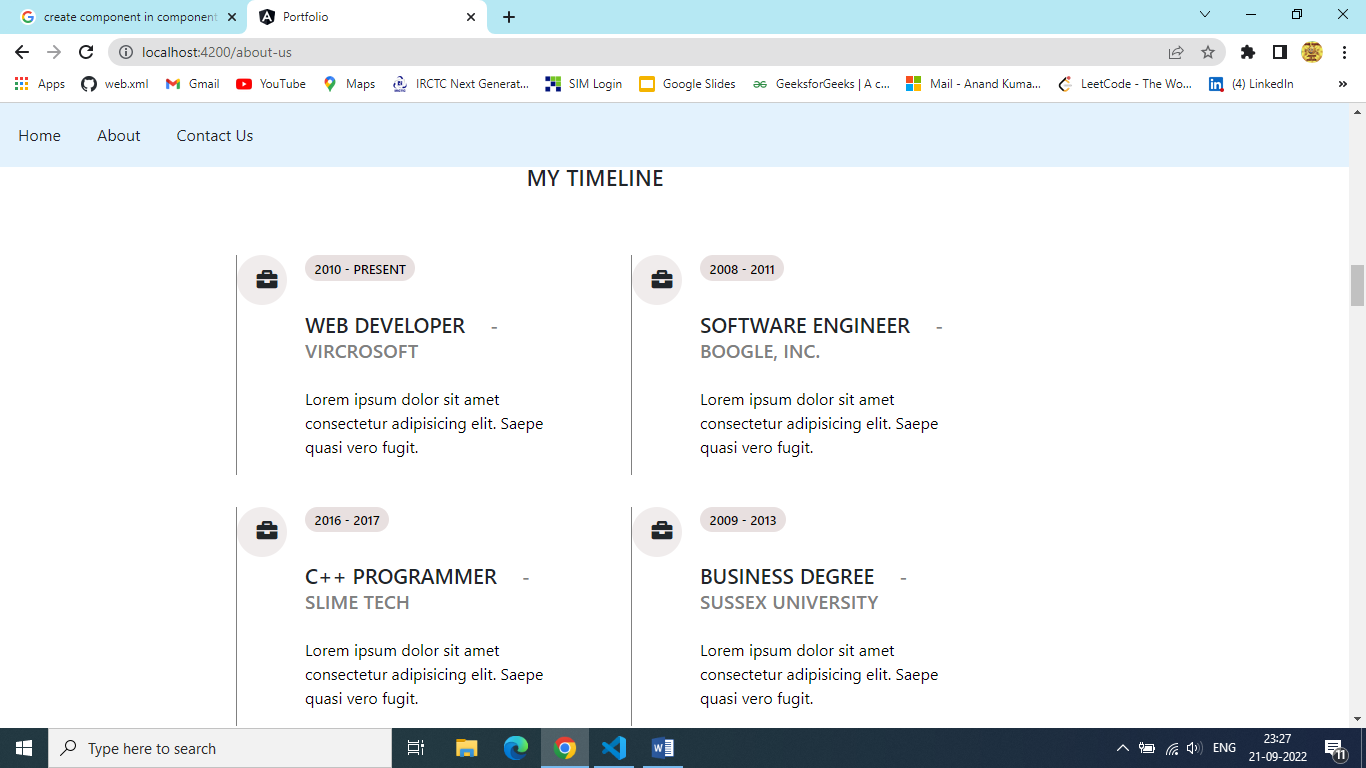 create component in component
Portfolio
localhost:4200/about-us
Apps
web.xml
Gmail
YouTube
Maps
IRCTC Next Generat...
SIM Login
Google Slides
GeeksforGeeks | A c...
Mail - Anand Kuma...
LeetCode - The Wo...
(4) LinkedIn
»
Home About Contact Us
MY TIMELINE
2010 - PRESENT
WEB DEVELOPER -
VIRCROSOFT
Lorem ipsum dolor sit amet
consectetur adipisicing elit. Saepe
quasi vero fugit.
2008 - 2011
SOFTWARE ENGINEER -
BOOGLE, INC.
Lorem ipsum dolor sit amet
consectetur adipisicing elit. Saepe
quasi vero fugit.
2016 - 2017
C++ PROGRAMMER -
SLIME TECH
Lorem ipsum dolor sit amet
consectetur adipisicing elit. Saepe
quasi vero fugit.
2009 - 2013
BUSINESS DEGREE -
SUSSEX UNIVERSITY
Lorem ipsum dolor sit amet
consectetur adipisicing elit. Saepe
quasi vero fugit.
Type here to search
ENG
23:27
21-09-2022
11